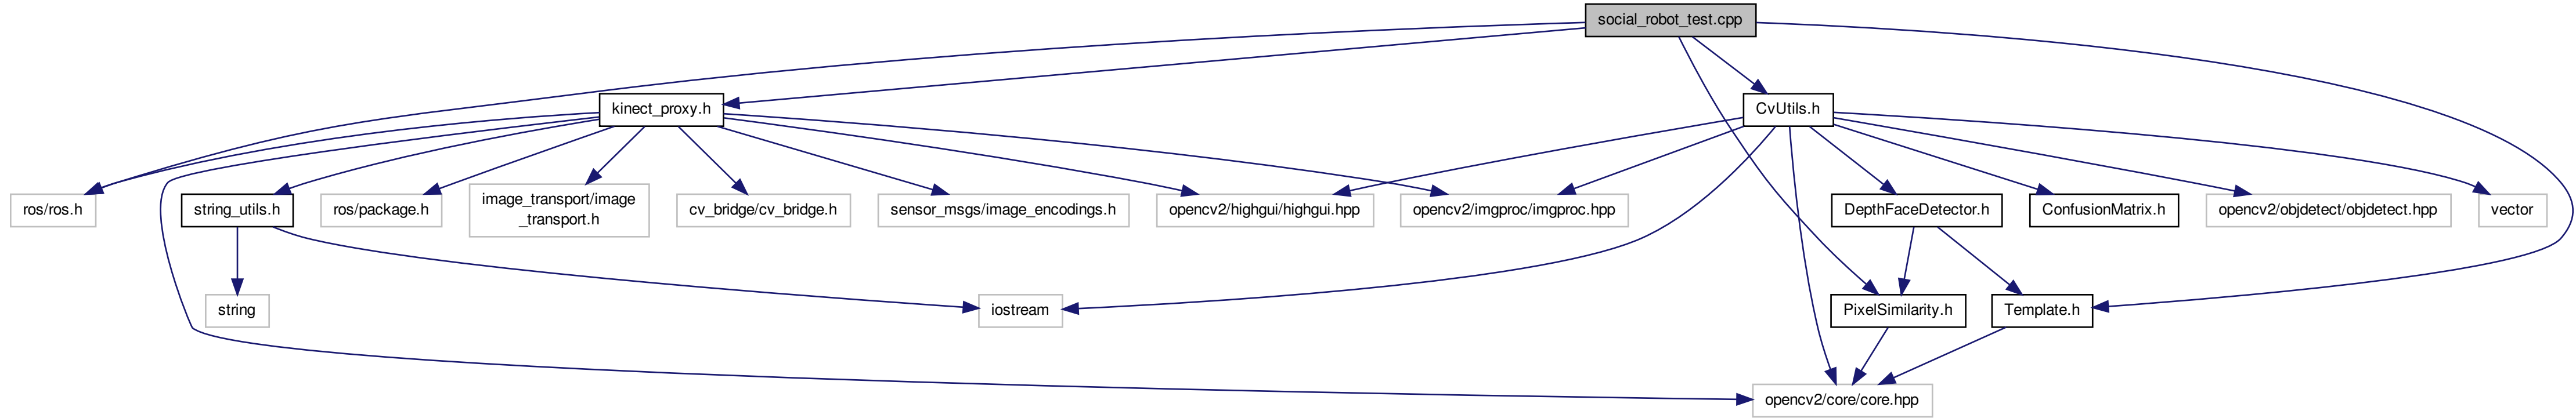 social_robot_test.cpp
kinect_proxy.h
CvUtils.h
ros/ros.h
string_utils.h
ros/package.h
image_transport/image
_transport.h
cv_bridge/cv_bridge.h
sensor_msgs/image_encodings.h
opencv2/highgui/highgui.hpp
opencv2/imgproc/imgproc.hpp
DepthFaceDetector.h
ConfusionMatrix.h
opencv2/objdetect/objdetect.hpp
vector
string
iostream
PixelSimilarity.h
Template.h
opencv2/core/core.hpp